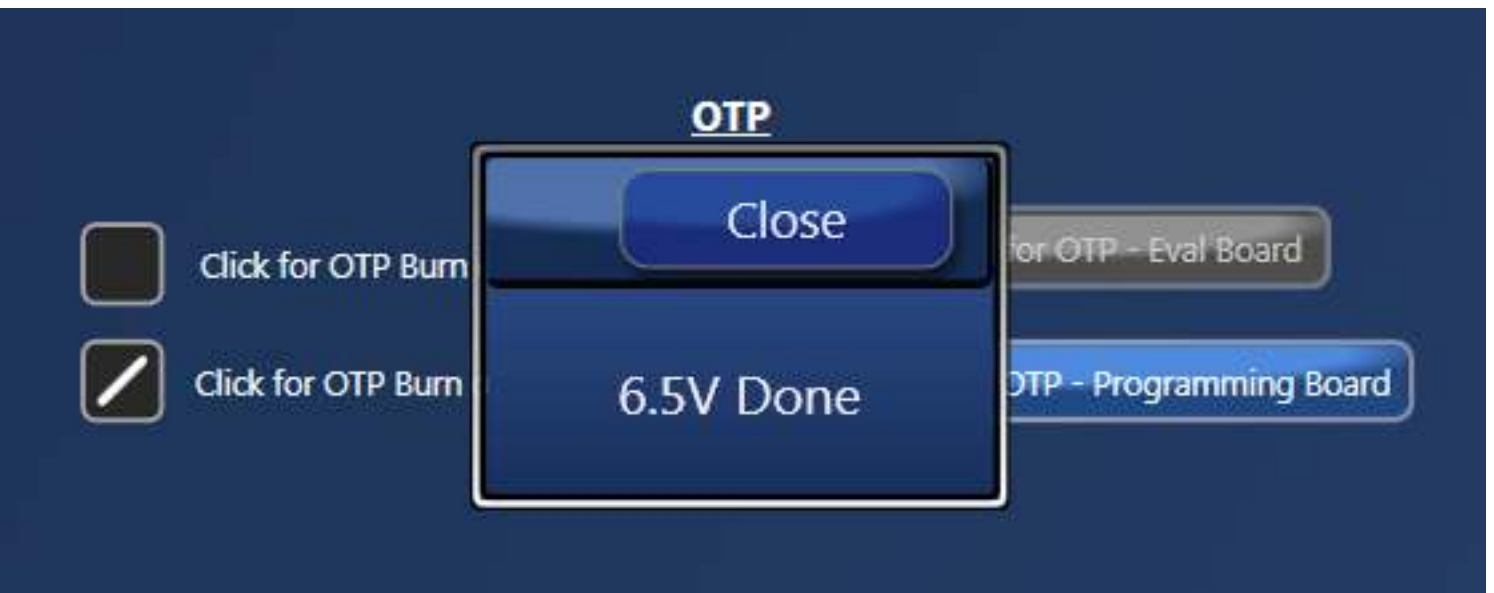 OTP
Close
Click for OTP Burn
for OTP - Eval Board
Click for OTP Burn
OTP - Programming Board
6.5V Done